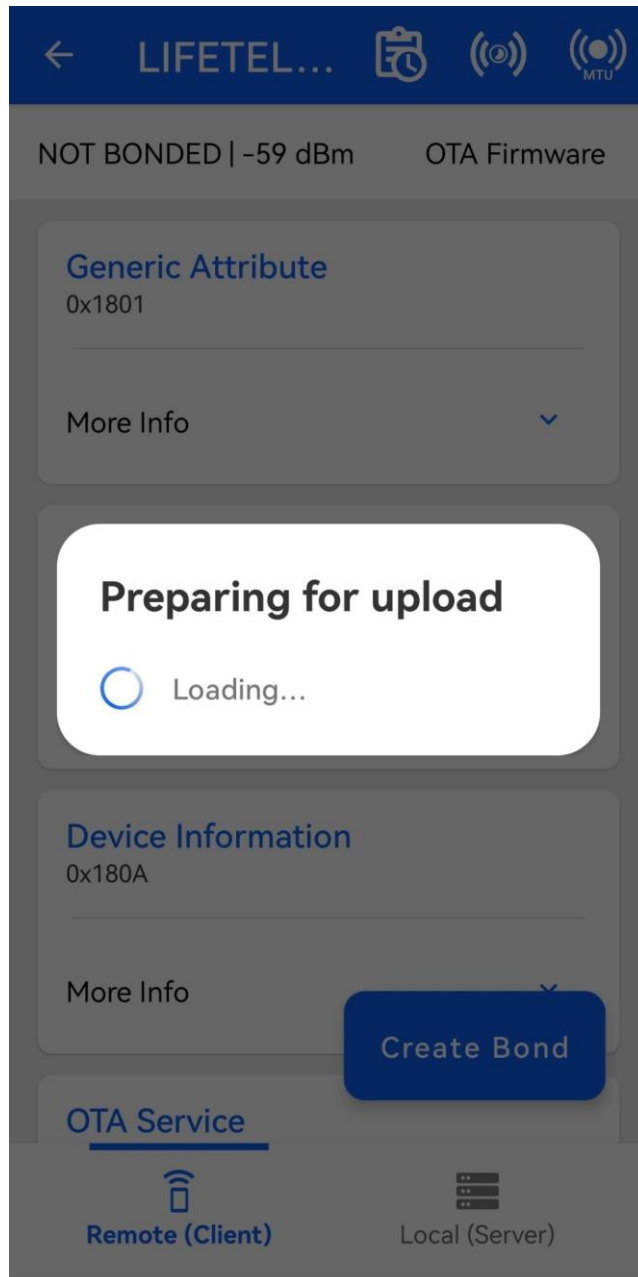 LIFETEL...
MTU
NOT BONDED | -59 dBm OTA Firmware
Generic Attribute
0x1801
More Info
Preparing for upload
Loading...
Device Information
0x180A
More Info
Create Bond
OTA Service
Remote (Client) Local (Server)